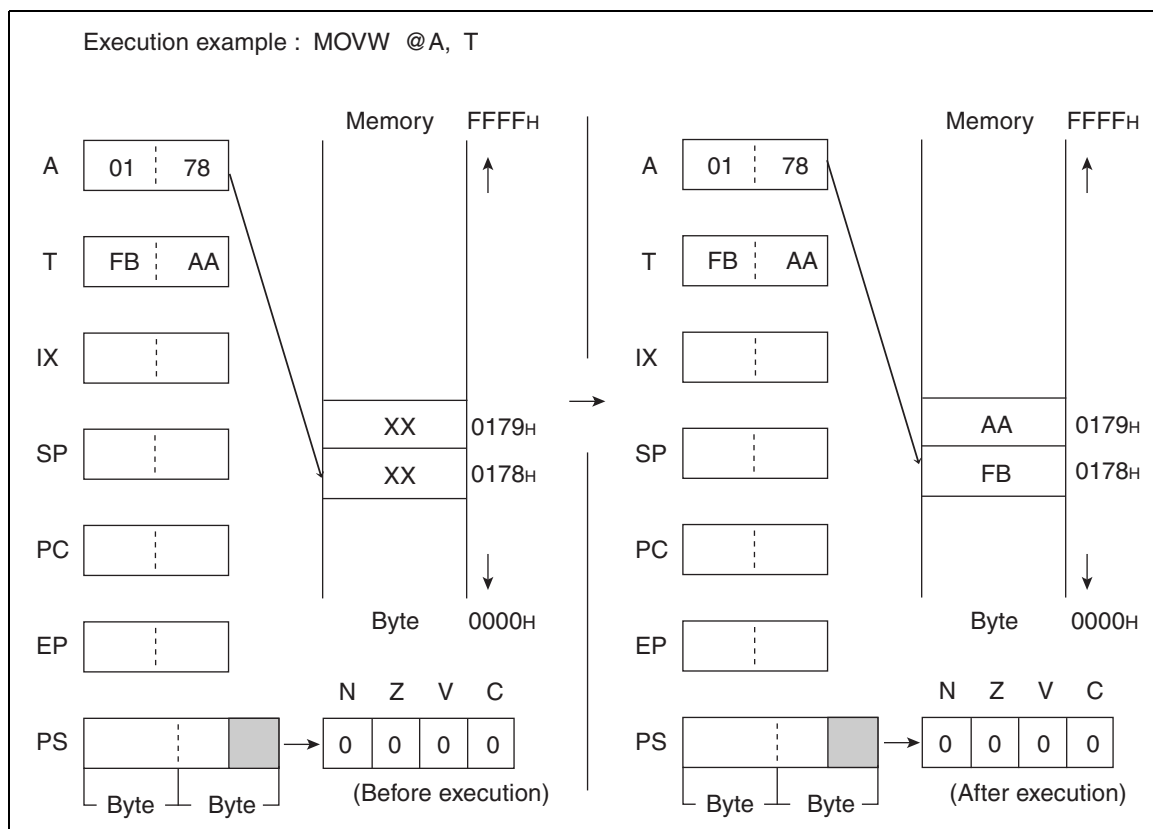 Execution example : MOVW @A, T
Memory FFFFH
A 01 78
T FB AA
IX
XX 0179H
SP
XX 0178H
PC
Byte 0000H
EP
N Z V C
PS 0 0 0 0
Byte Byte (Before execution)
Memory FFFFH
A 01 78
T FB AA
IX
AA 0179H
SP
FB 0178H
PC
Byte 0000H
EP
N Z V C
PS 0 0 0 0
Byte Byte (After execution)